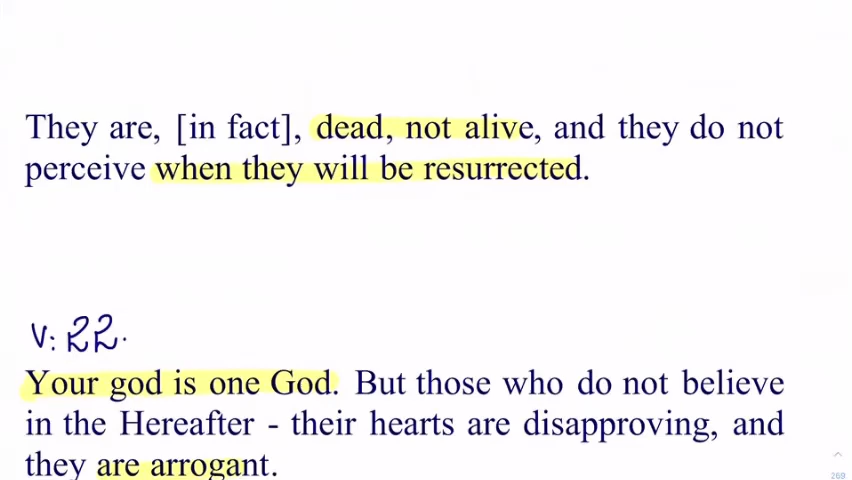 They are, [in fact], dead, not alive, and they do not
perceive when they will be resurrected.
V: 22.
Your god is one God. But those who do not believe
in the Hereafter - their hearts are disapproving, and
they are arrogant.
269